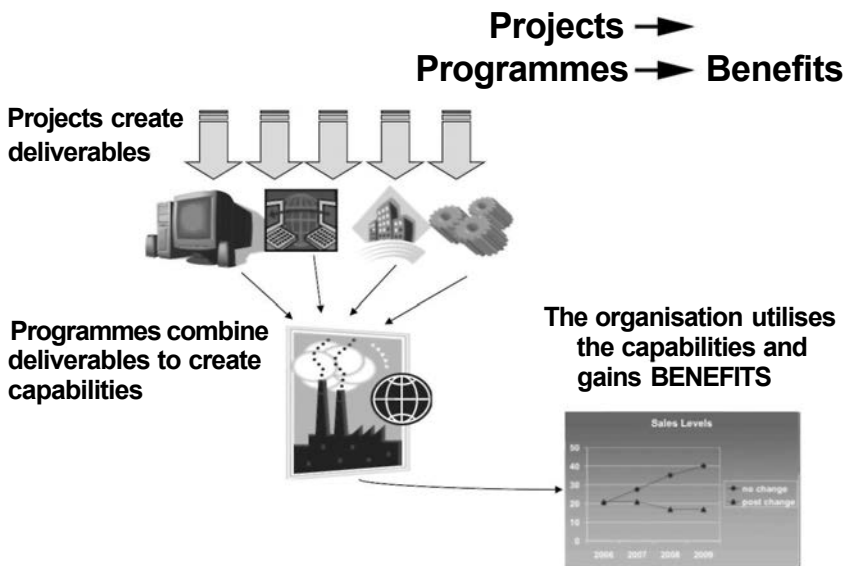 Projects →
Programmes → Benefits
Projects create
deliverables
Programmes combine
deliverables to create
capabilities
The organisation utilises
the capabilities and
gains BENEFITS
Sales Levels
50
40
30
20
10
0
2006 2007 2008 2009
no change
post change